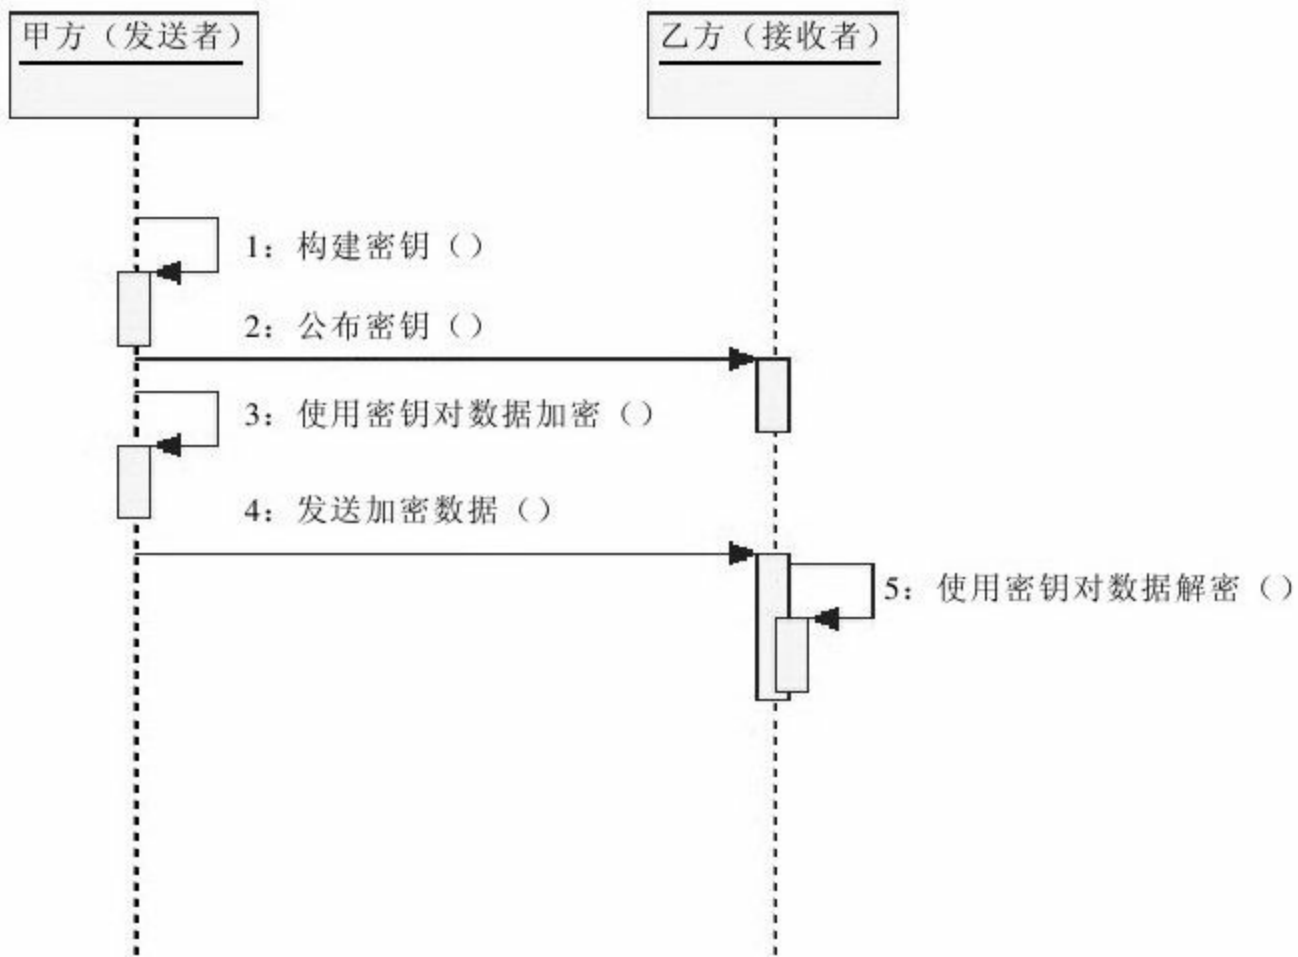 甲方（发送者）
乙方（接收者）
1：构建密钥（）
2：公布密钥（）
3：使用密钥对数据加密（）
4：发送加密数据（）
5：使用密钥对数据解密（）